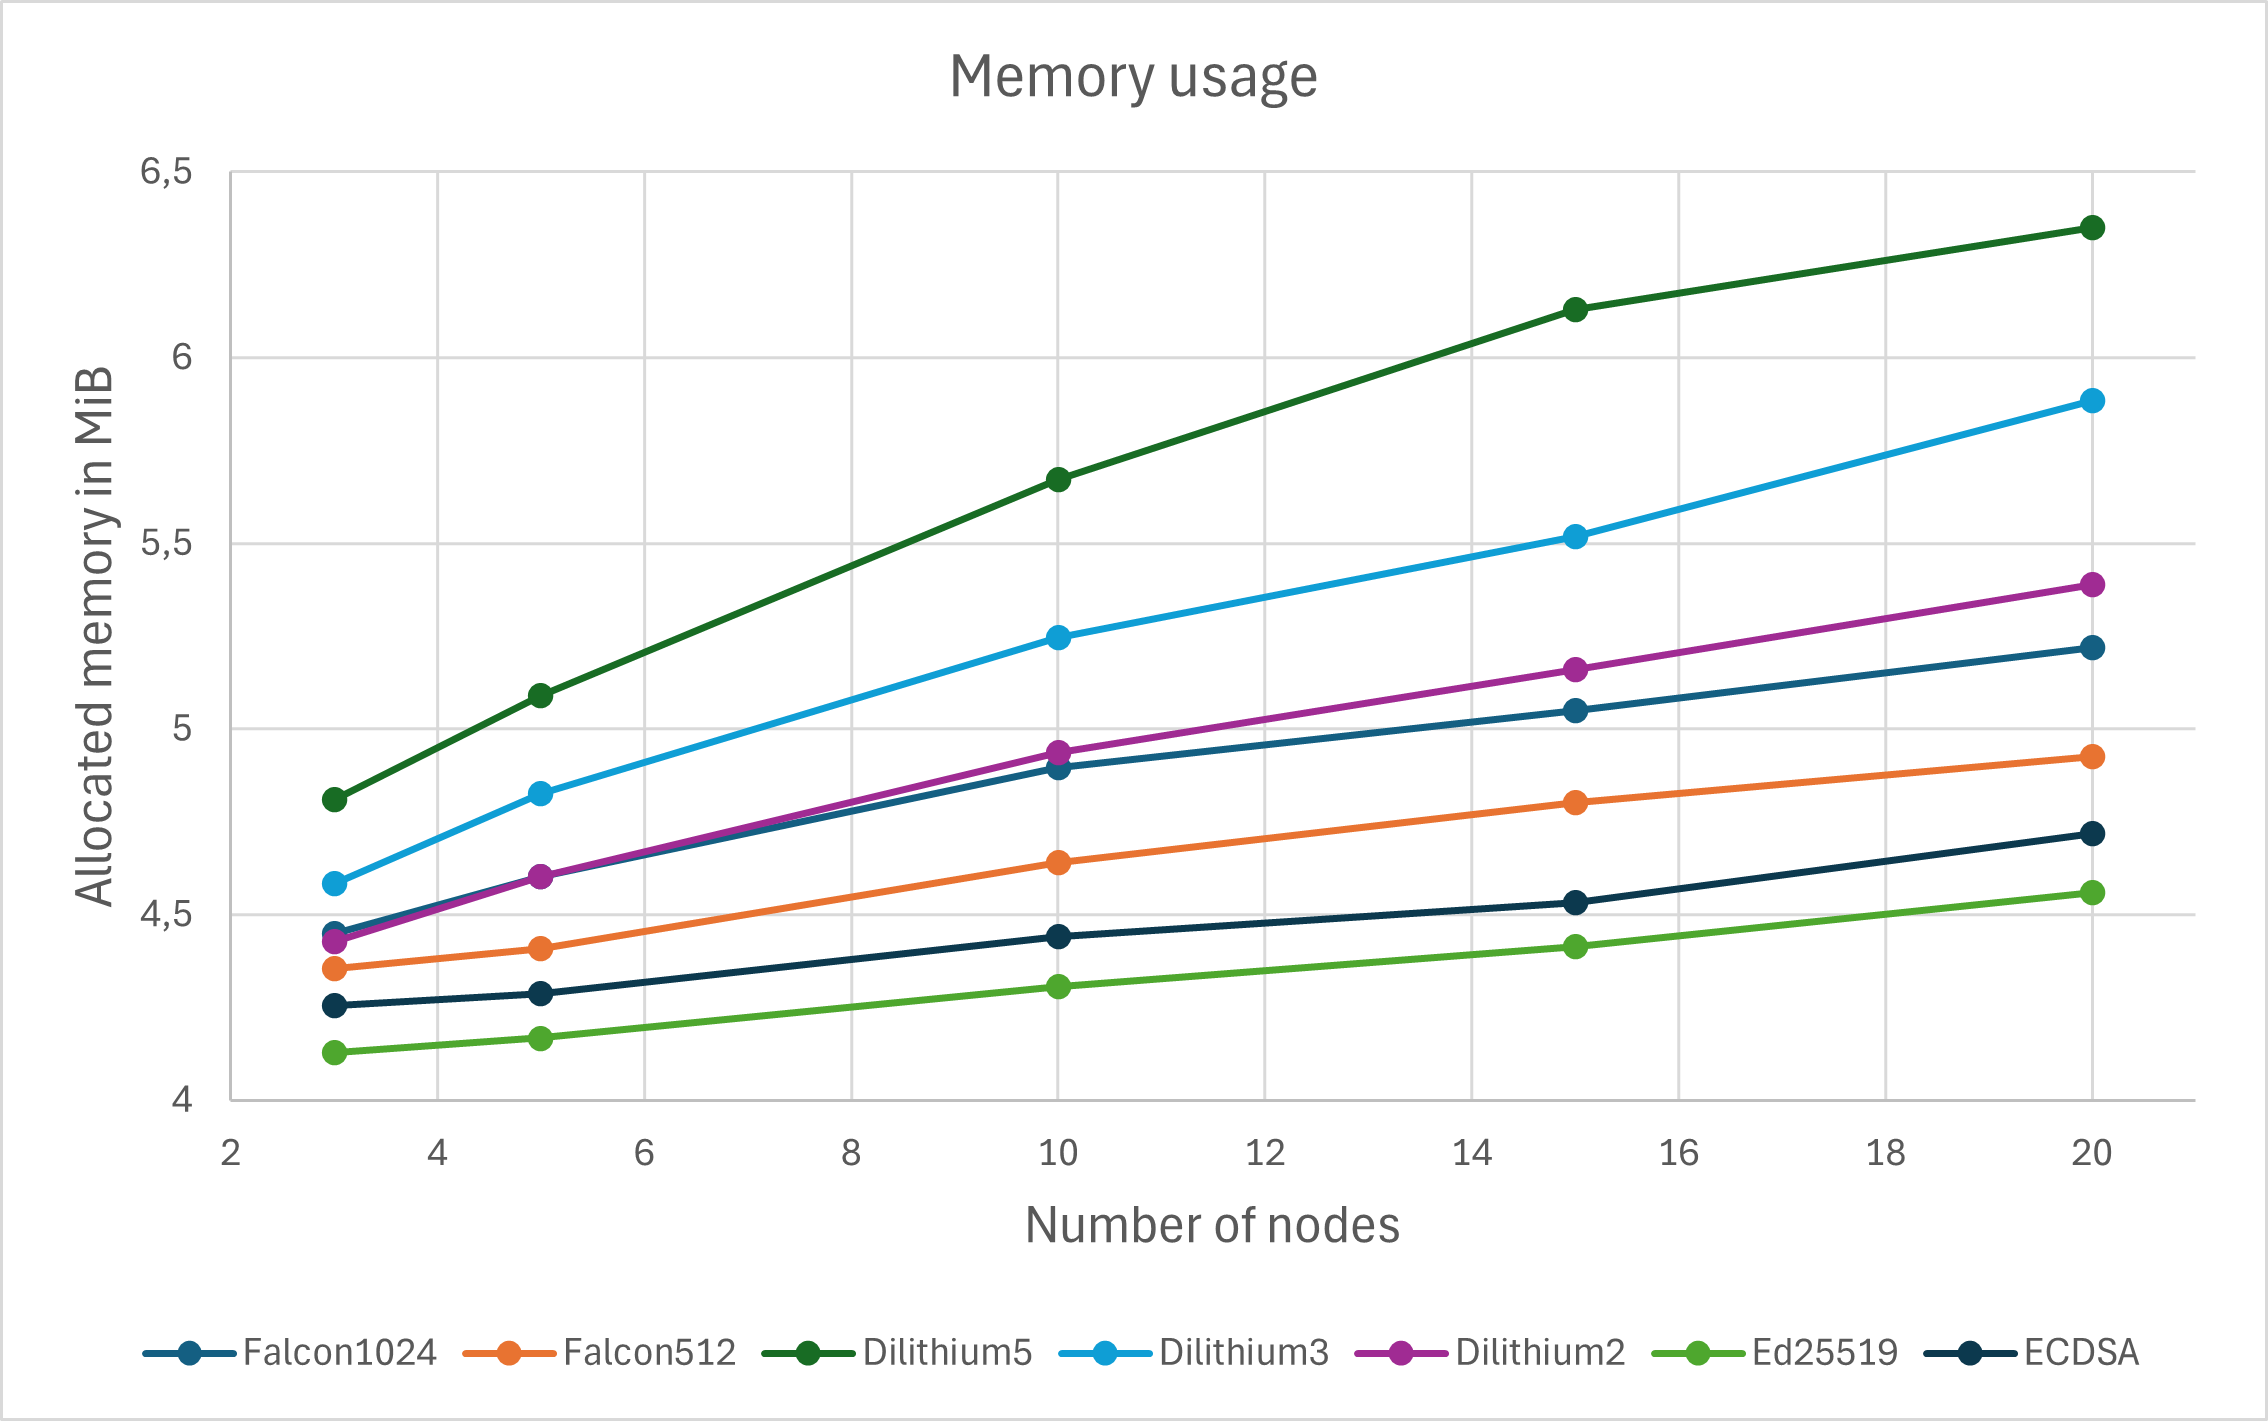 Memory usage
6,5
6
5,5
5
4,5
4
Allocated memory in MiB
2 4 6 8 10 12 14 16 18 20
Number of nodes
Falcon1024 Falcon512 Dilithium5 Dilithium3 Dilithium2 Ed25519 ECDSA